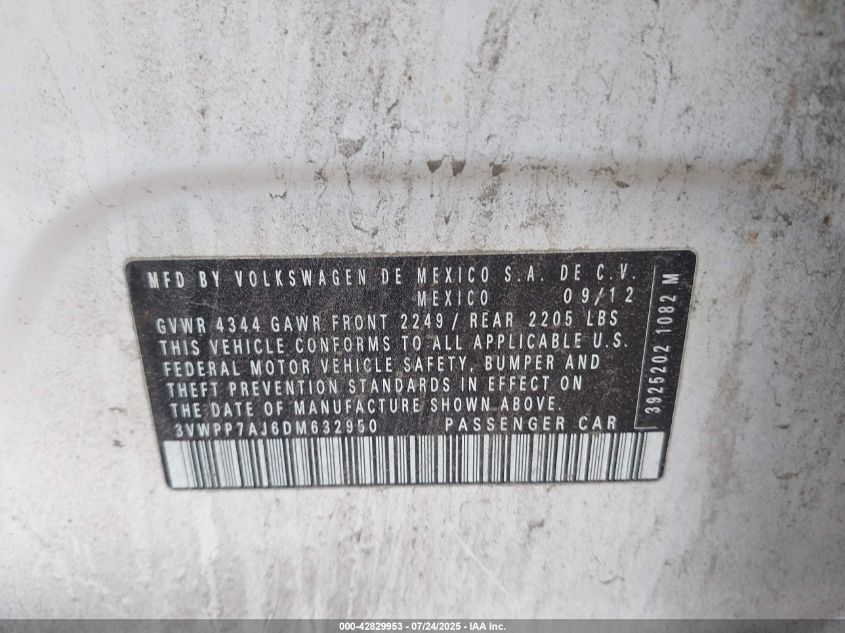 MFD BY VOLKSWAGEN DE MEXICO S.A. DE C.V.
MEXICO 09/12
GVWR 4344 GAWR FRONT 2249/ REAR 2205 LBS
THIS VEHICLE CONFORMS TO ALL APPLICABLE U.S.
FEDERAL MOTOR VEHICLE SAFETY, BUMPER AND
THEFT PREVENTION STANDARDS IN EFFECT ON
THE DATE OF MANUFACTURE SHOWN ABOVE.
3VWPP7AJ6DM632950 PASSENGER CAR
3925202 1082 M
000-42829953 - 07/24/2025 - IAA Inc.